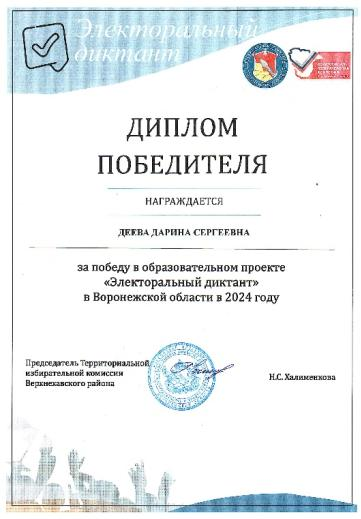 Электоральный
диктант
ДИПЛОМ
ПОБЕДИТЕЛЯ
НАГРАЖДАЕТСЯ
ДЕЕВА ДАРИНА СЕРГЕЕВНА
за победу в образовательном проекте
«Электоральный диктант»
в Воронежской области в 2024 году
Председатель Территориальной
избирательной комиссии
Верхнехавского района
Н.С. Халименкова